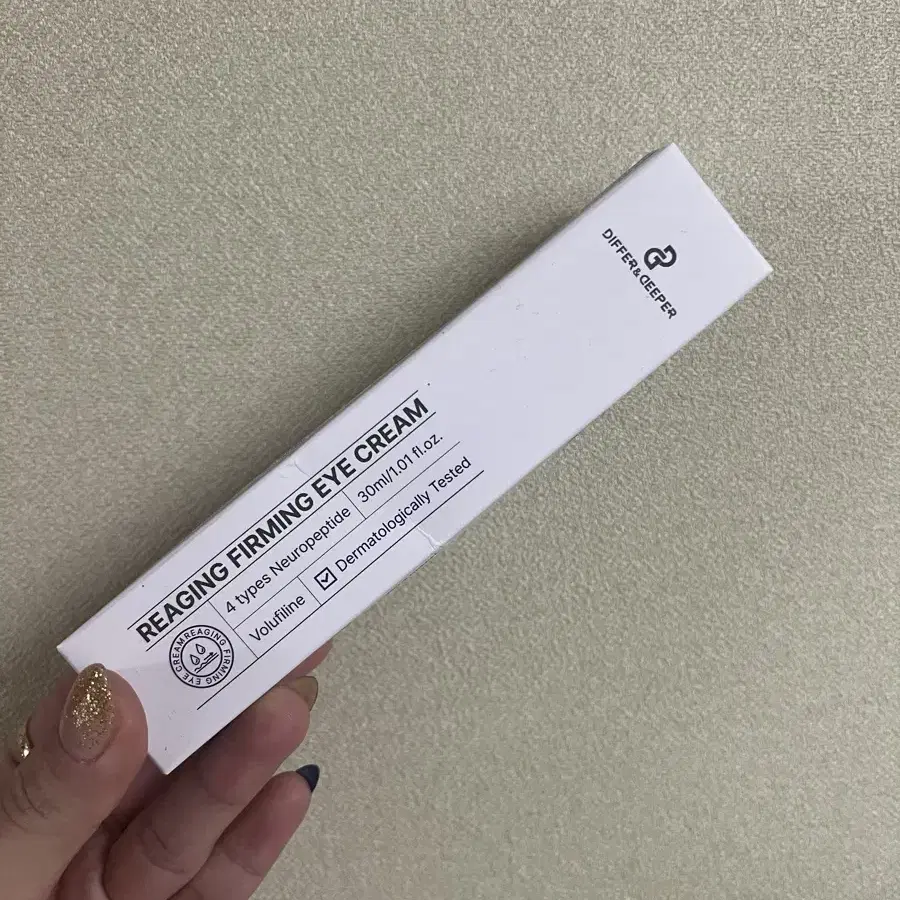 DIFFER&DEEPER
REAGING FIRMING EYE CREAM
4 types Neuropeptide 30ml/1.01 fl.oz.
Volufiline ☑ Dermatologically Tested
REAGING FIRMING EYE CREAM